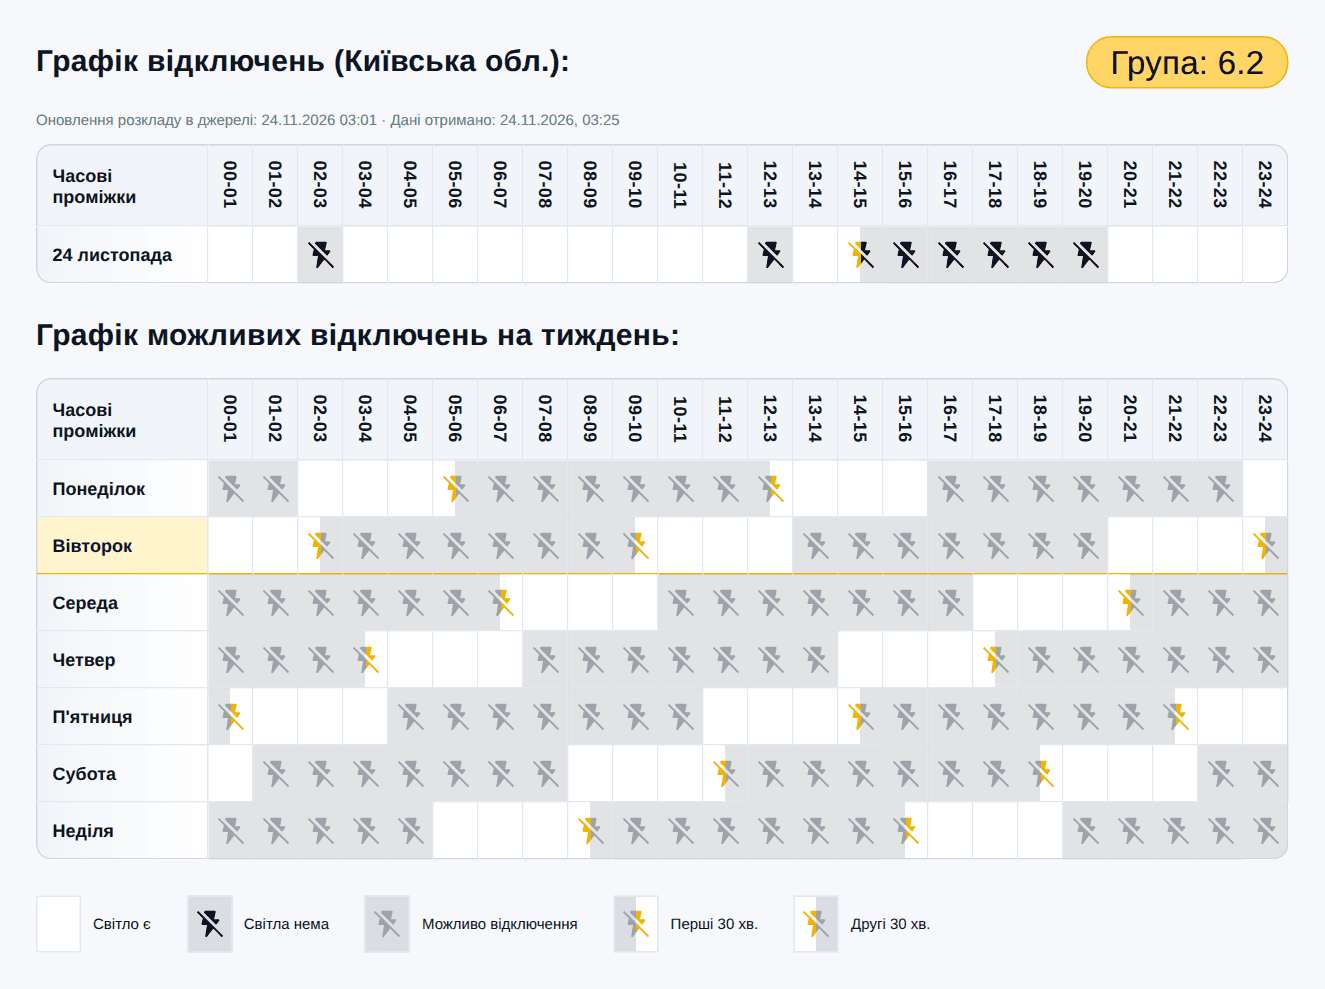 Графік відключень (Київська обл.):
Група: 6.2
Оновлення розкладу в джерелі: 24.11.2026 03:01 · Дані отримано: 24.11.2026, 03:25
Часові проміжки 00-01 01-02 02-03 03-04 04-05 05-06 06-07 07-08 08-09 09-10 10-11 11-12 12-13 13-14 14-15 15-16 16-17 17-18 18-19 19-20 20-21 21-22 22-23 23-24
24 листопада
Графік можливих відключень на тиждень:
Часові проміжки 00-01 01-02 02-03 03-04 04-05 05-06 06-07 07-08 08-09 09-10 10-11 11-12 12-13 13-14 14-15 15-16 16-17 17-18 18-19 19-20 20-21 21-22 22-23 23-24
Понеділок
Вівторок
Середа
Четвер
П'ятниця
Субота
Неділя
Світло є Світла нема Можливо відключення Перші 30 хв. Другі 30 хв.